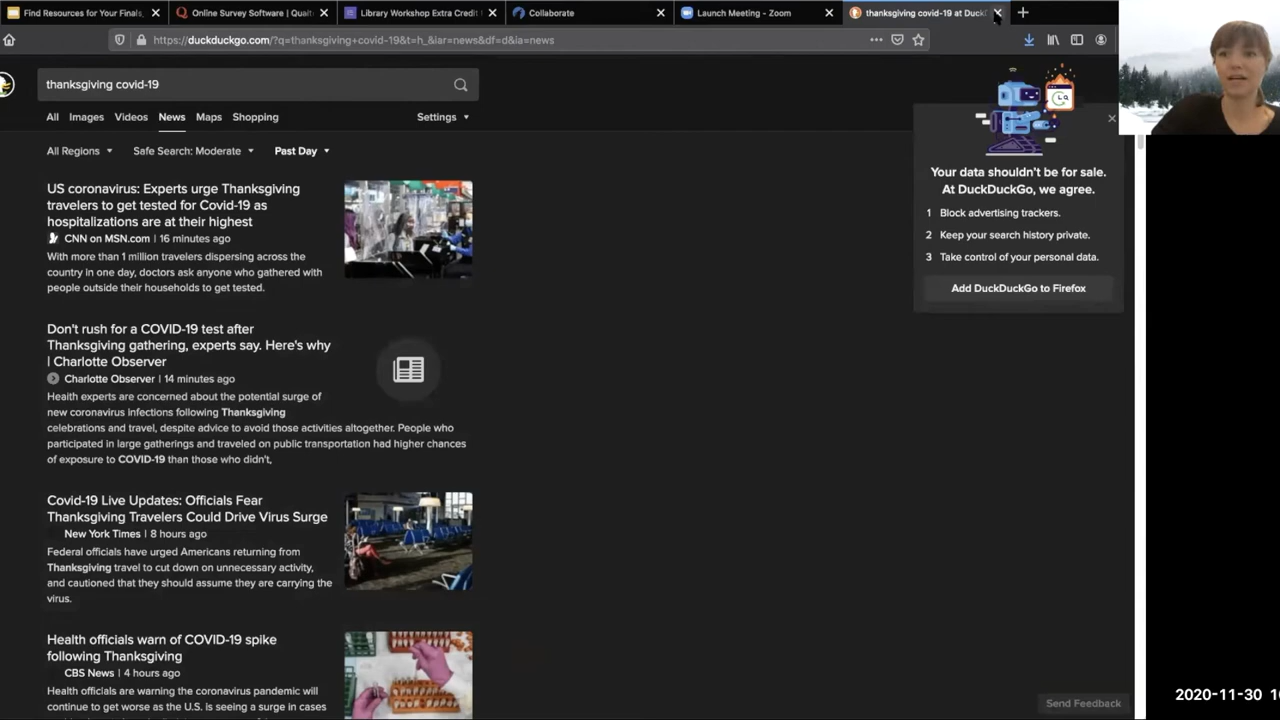 Find Resources for Your Finals
Online Survey Software | Qualt
Library Workshop Extra Credit
Collaborate
Launch Meeting - Zoom
thanksgiving covid-19 at Duck
https://duckduckgo.com/?q=thanksgiving+covid-19&t=h_&iar=news&df=d&ia=news
thanksgiving covid-19
All Images Videos News Maps Shopping Settings
All Regions Safe Search: Moderate Past Day
US coronavirus: Experts urge Thanksgiving
travelers to get tested for Covid-19 as
hospitalizations are at their highest
CNN on MSN.com | 16 minutes ago
With more than 1 million travelers dispersing across the
country in one day, doctors ask anyone who gathered with
people outside their households to get tested.
Don't rush for a COVID-19 test after
Thanksgiving gathering, experts say. Here's why
| Charlotte Observer
Charlotte Observer | 14 minutes ago
Health experts are concerned about the potential surge of
new coronavirus infections following Thanksgiving
celebrations and travel, despite advice to avoid those activities altogether. People who
participated in large gatherings and traveled on public transportation had higher chances
of exposure to COVID-19 than those who didn't,
Covid-19 Live Updates: Officials Fear
Thanksgiving Travelers Could Drive Virus Surge
New York Times | 8 hours ago
Federal officials have urged Americans returning from
Thanksgiving travel to cut down on unnecessary activity,
and cautioned that they should assume they are carrying the
virus.
Health officials warn of COVID-19 spike
following Thanksgiving
CBS News | 4 hours ago
Health officials are warning the coronavirus pandemic will
continue to get worse as the U.S. Is seeing a surge in cases
Your data shouldn't be for sale.
At DuckDuckGo, we agree.
1 Block advertising trackers.
2 Keep your search history private.
3 Take control of your personal data.
Add DuckDuckGo to Firefox
Send Feedback
2020-11-30 1